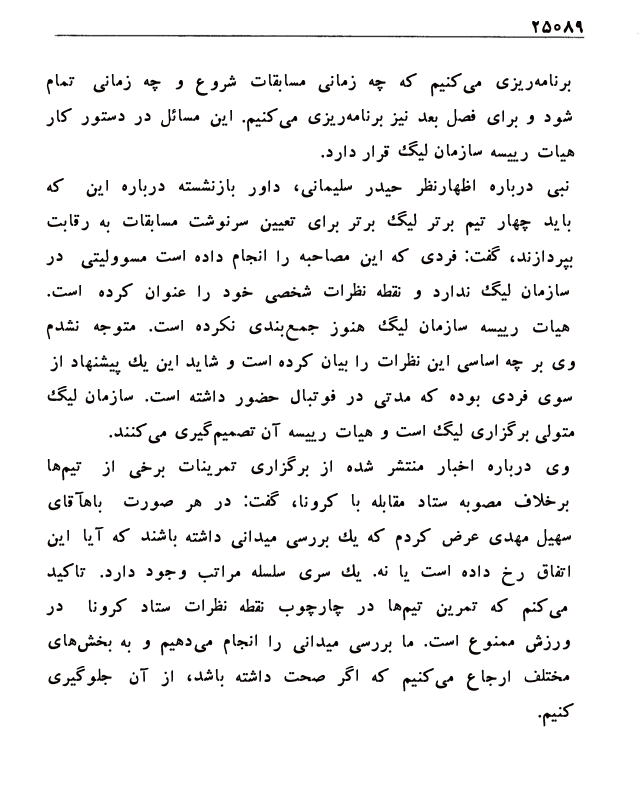 ۲۵۰۸۹
برنامه‌ریزی می‌کنیم که چه زمانی مسابقات شروع و چه زمانی تمام
شود و برای فصل بعد نیز برنامه‌ریزی می‌کنیم. این مسائل در دستور کار
هیات رییسه سازمان لیگ قرار دارد.
نبی درباره اظهارنظر حیدر سلیمانی، داور بازنشسته درباره این که
باید چهار تیم برتر لیگ برتر برای تعیین سرنوشت مسابقات به رقابت
بپردازند، گفت: فردی که این مصاحبه را انجام داده است مسوولیتی در
سازمان لیگ ندارد و نقطه نظرات شخصی خود را عنوان کرده است.
هیات رییسه سازمان لیگ هنوز جمع‌بندی نکرده است. متوجه نشدم
وی بر چه اساسی این نظرات را بیان کرده است و شاید این یك پیشنهاد از
سوی فردی بوده که مدتی در فوتبال حضور داشته است. سازمان لیگ
متولی برگزاری لیگ است و هیات رییسه آن تصمیم‌گیری می‌کنند.
وی درباره اخبار منتشر شده از برگزاری تمرینات برخی از تیم‌ها
برخلاف مصوبه ستاد مقابله با کرونا، گفت: در هر صورت باهاآقای
سهیل مهدی عرض کردم که یك بررسی میدانی داشته باشند که آیا این
اتفاق رخ داده است یا نه. یك سری سلسله مراتب وجود دارد. تاکید
می‌کنم که تمرین تیم‌ها در چارچوب نقطه نظرات ستاد کرونا در
ورزش ممنوع است. ما بررسی میدانی را انجام می‌دهیم و به بخش‌های
مختلف ارجاع می‌کنیم که اگر صحت داشته باشد، از آن جلوگیری
کنیم.